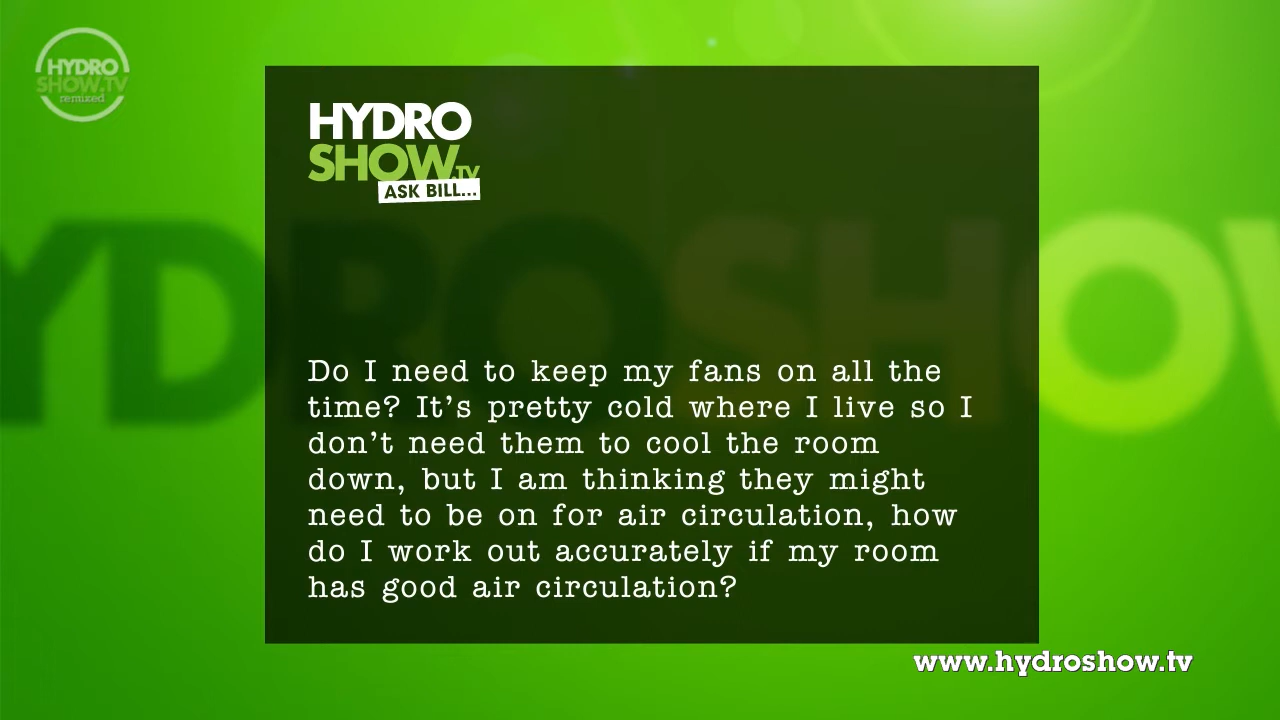 HYDRO
SHOW.TV
remixed
HYDRO
SHOW.TV
ASK BILL...
YDROSHOW
Do I need to keep my fans on all the
time? It’s pretty cold where I live so I
don’t need them to cool the room
down, but I am thinking they might
need to be on for air circulation, how
do I work out accurately if my room
has good air circulation?
www.hydroshow.tv